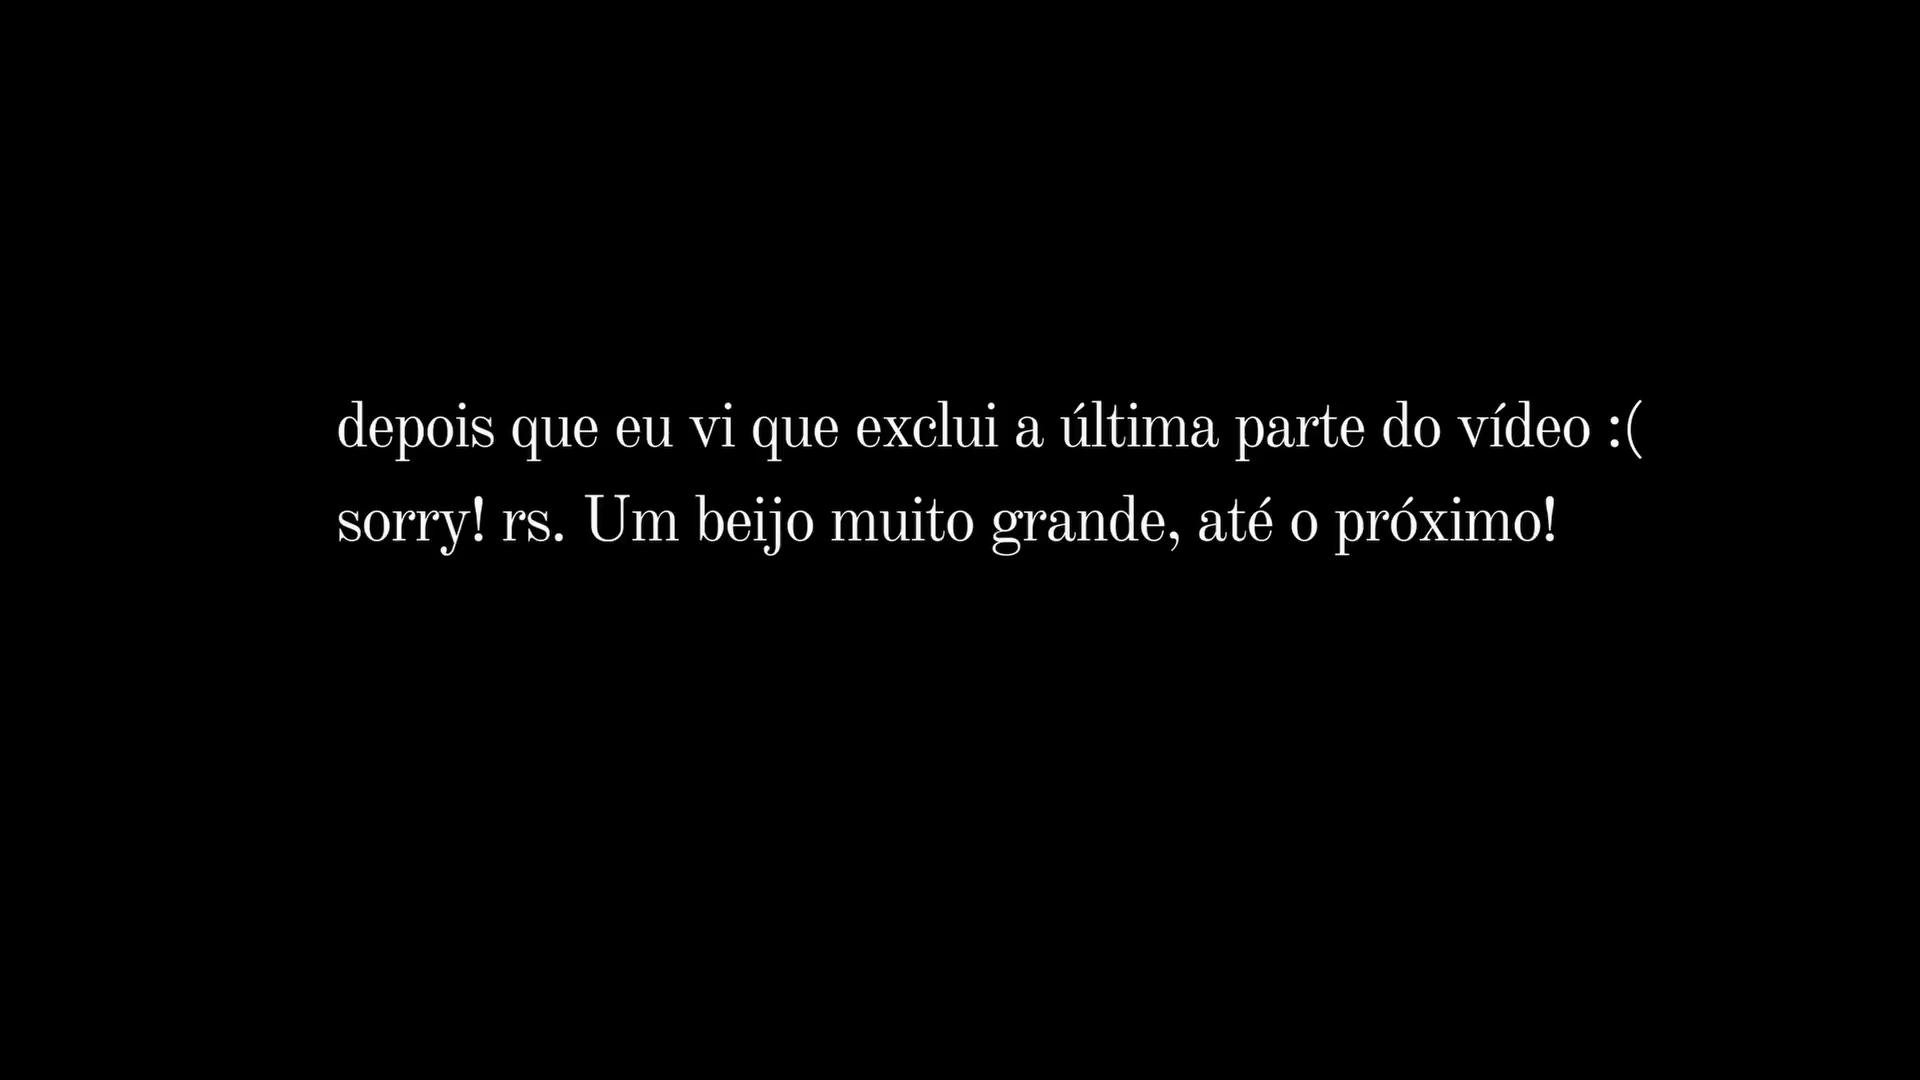 depois que eu vi que exclui a última parte do vídeo :(
sorry! rs. Um beijo muito grande, até o próximo!